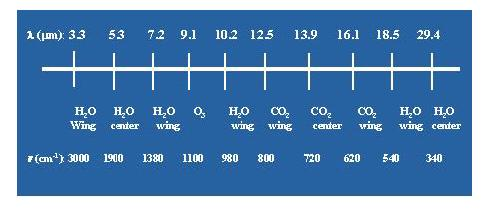 λ (μm): 3.3 5.3 7.2 9.1 10.2 12.5 13.9 16.1 18.5 29.4
H₂O H₂O H₂O O₃ H₂O CO₂ CO₂ CO₂ H₂O H₂O
Wing center wing wing wing center wing wing center
ν (cm⁻¹): 3000 1900 1380 1100 980 800 720 620 540 340